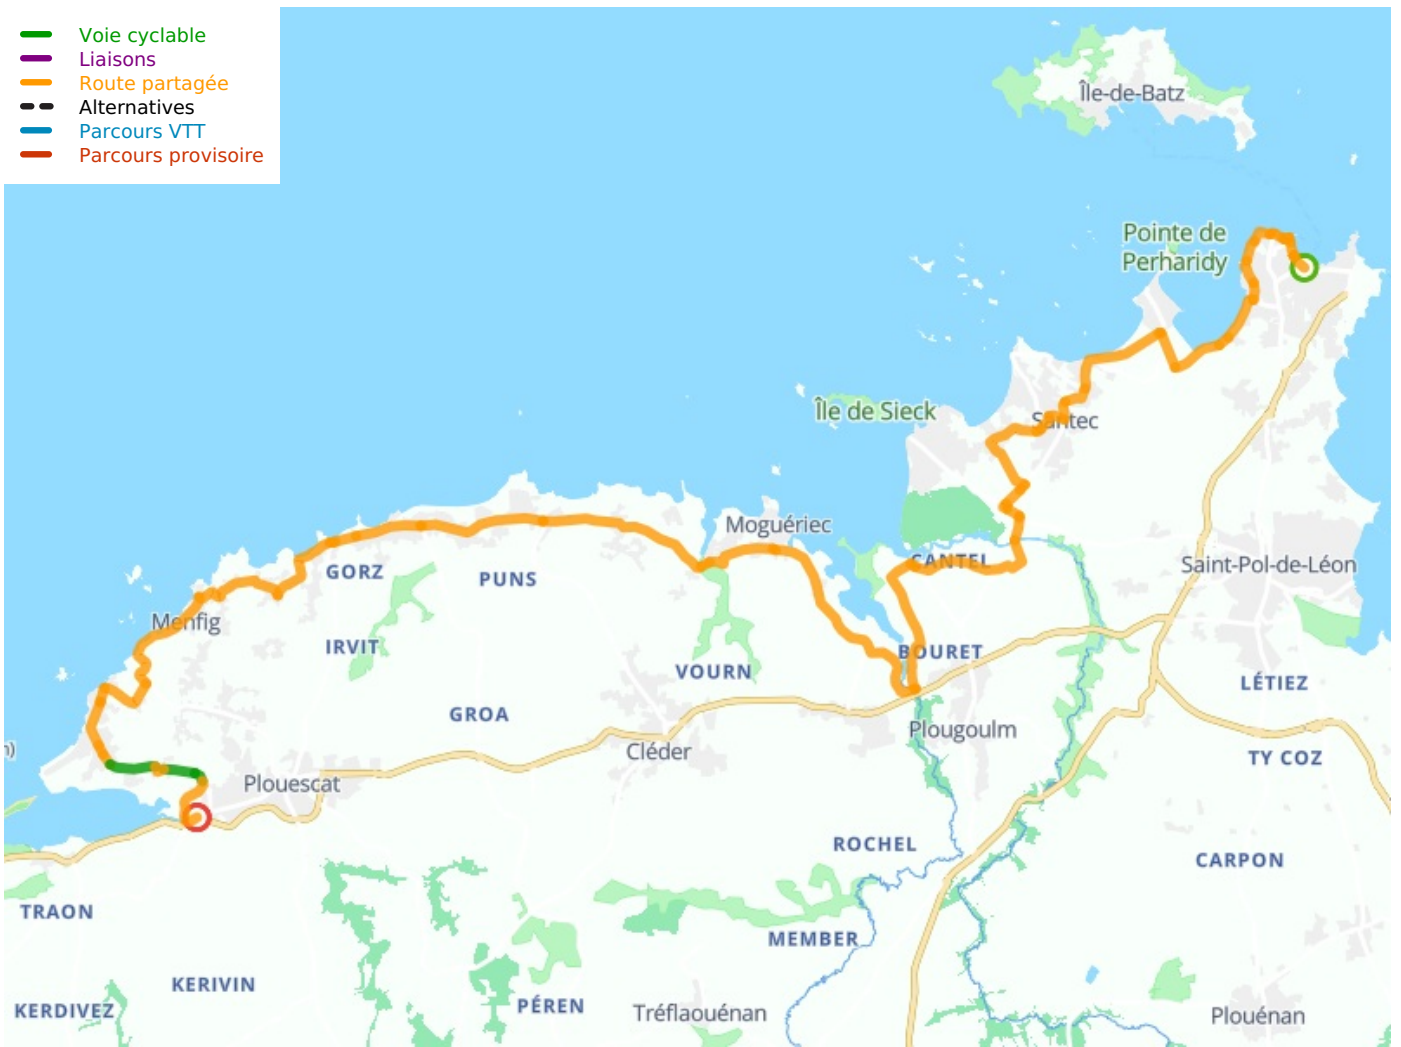 Voie cyclable
Liaisons
Route partagée
Alternatives
Parcours VTT
Parcours provisoire
Île-de-Batz
Pointe de
Perharidy
Île de Sieck
Santec
Moguériec
CANTEL
Saint-Pol-de-Léon
GORZ
PUNS
Menfig
IRVIT
VOURN
BOURET
LÉTIEZ
GROA
Plougoulm
Cléder
TY COZ
n)
Plouescat
ROCHEL
CARPON
TRAON
MEMBER
KERIVIN
PÉREN
KERDIVEZ
Tréflaouénan
Plouénan